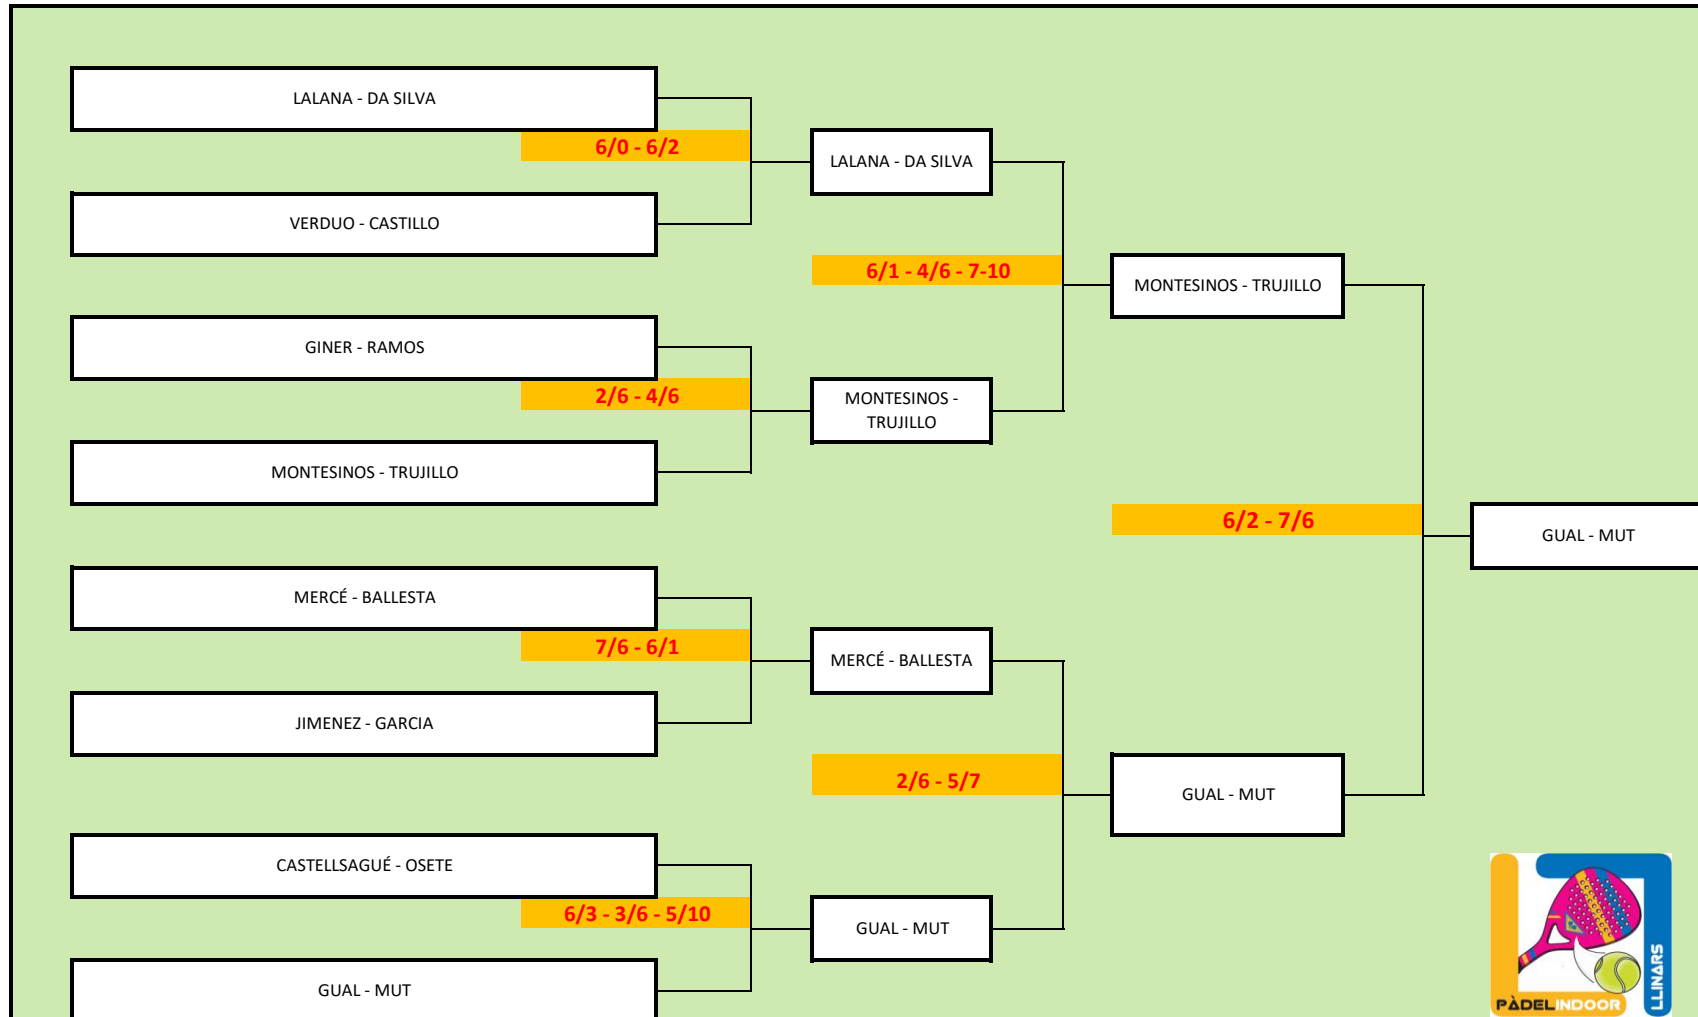 LALANA - DA SILVA
6/0 - 6/2
LALANA - DA SILVA
VERDUO - CASTILLO
6/1 - 4/6 - 7-10
MONTESINOS - TRUJILLO
GINER - RAMOS
2/6 - 4/6
MONTESINOS -
TRUJILLO
MONTESINOS - TRUJILLO
6/2 - 7/6
GUAL - MUT
MERCÉ - BALLESTA
7/6 - 6/1
MERCÉ - BALLESTA
JIMENEZ - GARCIA
2/6 - 5/7
GUAL - MUT
CASTELLSAGUÉ - OSETE
6/3 - 3/6 - 5/10
GUAL - MUT
GUAL - MUT
PÀDELINDOOR
LLINARS